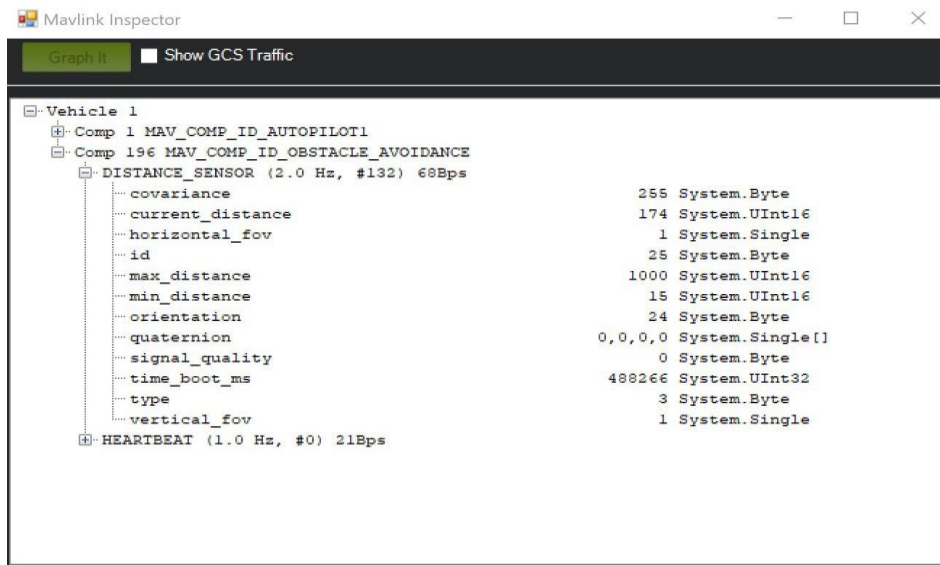 Mavlink Inspector
Graph It Show GCS Traffic
Vehicle 1
Comp 1 MAV_COMP_ID_AUTOPILOT1
Comp 196 MAV_COMP_ID_OBSTACLE_AVOIDANCE
DISTANCE_SENSOR (2.0 Hz, #132) 68Bps
covariance 255 System.Byte
current_distance 174 System.UInt16
horizontal_fov 1 System.Single
id 25 System.Byte
max_distance 1000 System.UInt16
min_distance 15 System.UInt16
orientation 24 System.Byte
quaternion 0,0,0,0 System.Single[]
signal_quality 0 System.Byte
time_boot_ms 488266 System.UInt32
type 3 System.Byte
vertical_fov 1 System.Single
HEARTBEAT (1.0 Hz, #0) 21Bps